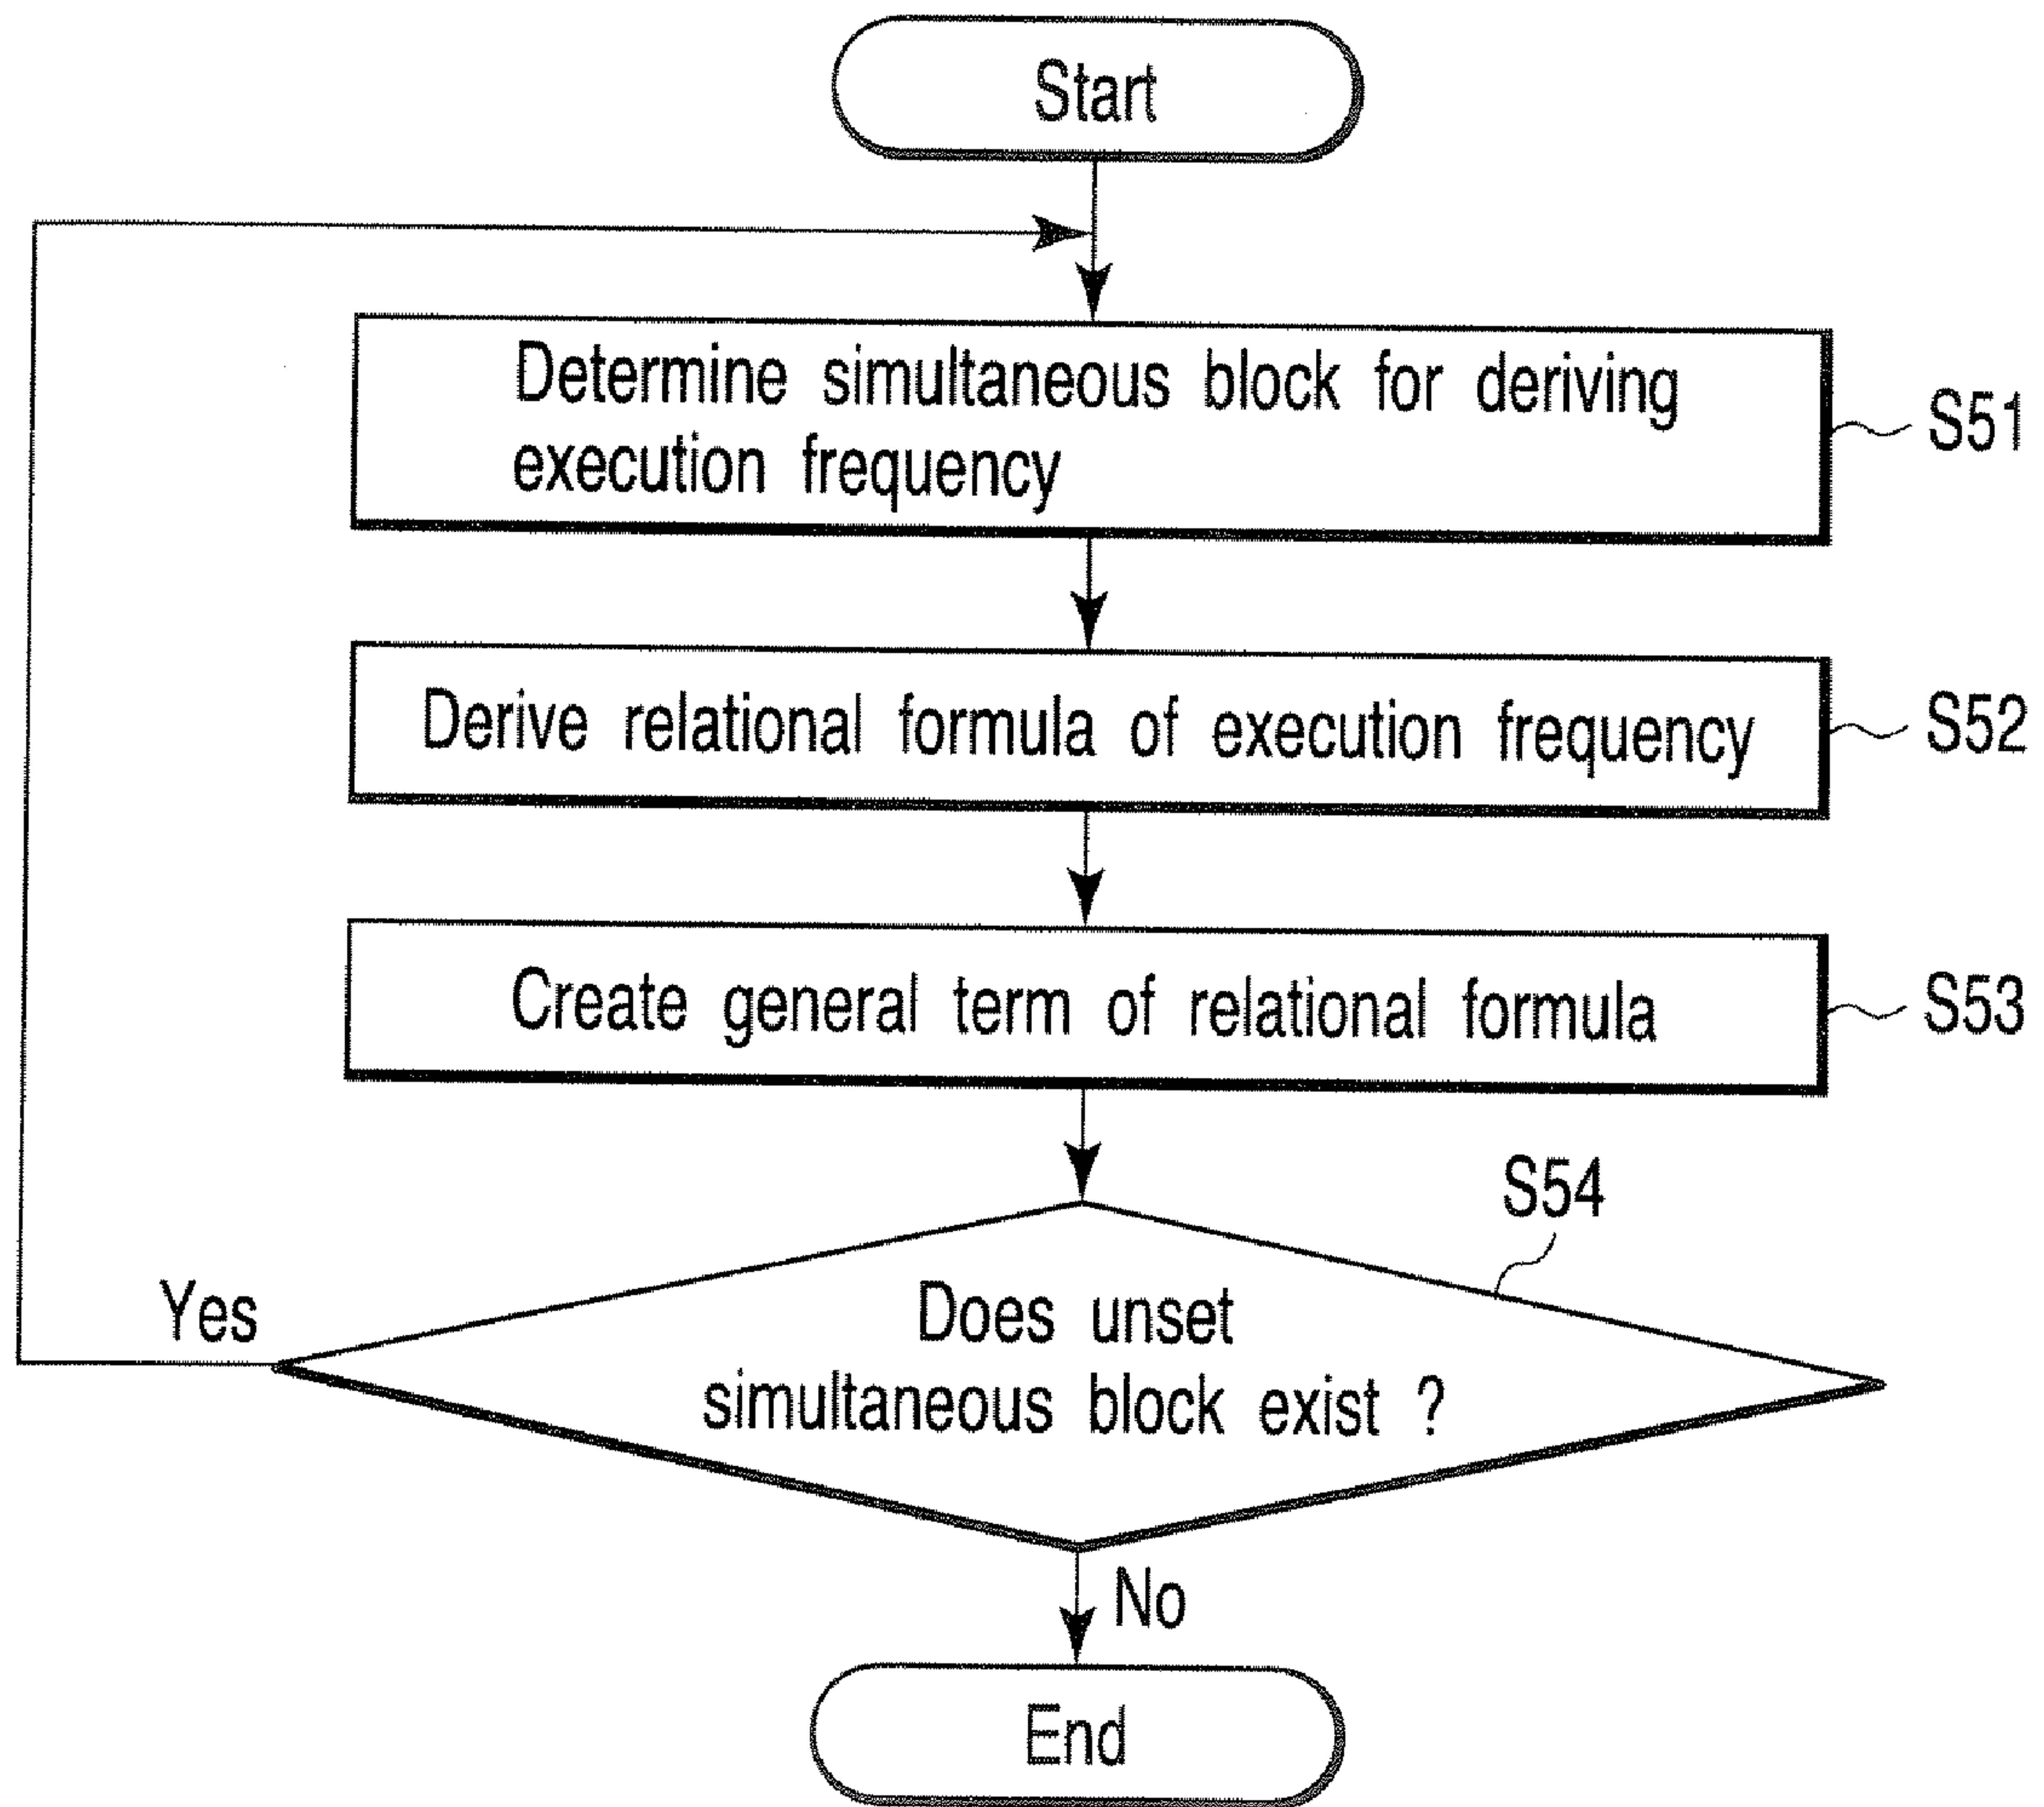 Start
Determine simultaneous block for deriving
execution frequency
S51
Derive relational formula of execution frequency
S52
Create general term of relational formula
S53
S54
Does unset
simultaneous block exist ?
Yes
No
End